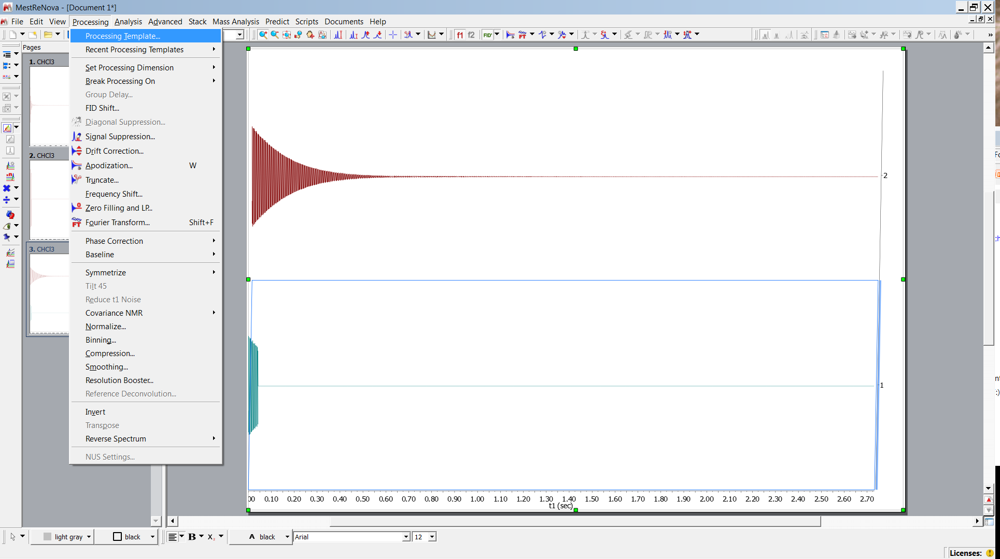 MestReNova - [Document 1*]
File Edit View Processing Analysis Advanced Stack Mass Analysis Predict Scripts Documents Help
f1 f2 FID
Pages
1. CHCl3
2. CHCl3
3. CHCl3
Processing Template...
Recent Processing Templates
Set Processing Dimension
Break Processing On
Group Delay...
FID Shift...
Diagonal Suppression...
Signal Suppression...
Drift Correction...
Apodization... W
Truncate...
Frequency Shift...
Zero Filling and LP...
Fourier Transform... Shift+F
Phase Correction
Baseline
Symmetrize
Tilt 45
Reduce t1 Noise
Covariance NMR
Normalize...
Binning...
Compression...
Smoothing...
Resolution Booster...
Reference Deconvolution...
Invert
Transpose
Reverse Spectrum
NUS Settings...
2
1
00 0.10 0.20 0.30 0.40 0.50 0.60 0.70 0.80 0.90 1.00 1.10 1.20 1.30 1.40 1.50 1.60 1.70 1.80 1.90 2.00 2.10 2.20 2.30 2.40 2.50 2.60 2.70
t1 (sec)
light gray black B X₂ A black Arial 12
Licenses: